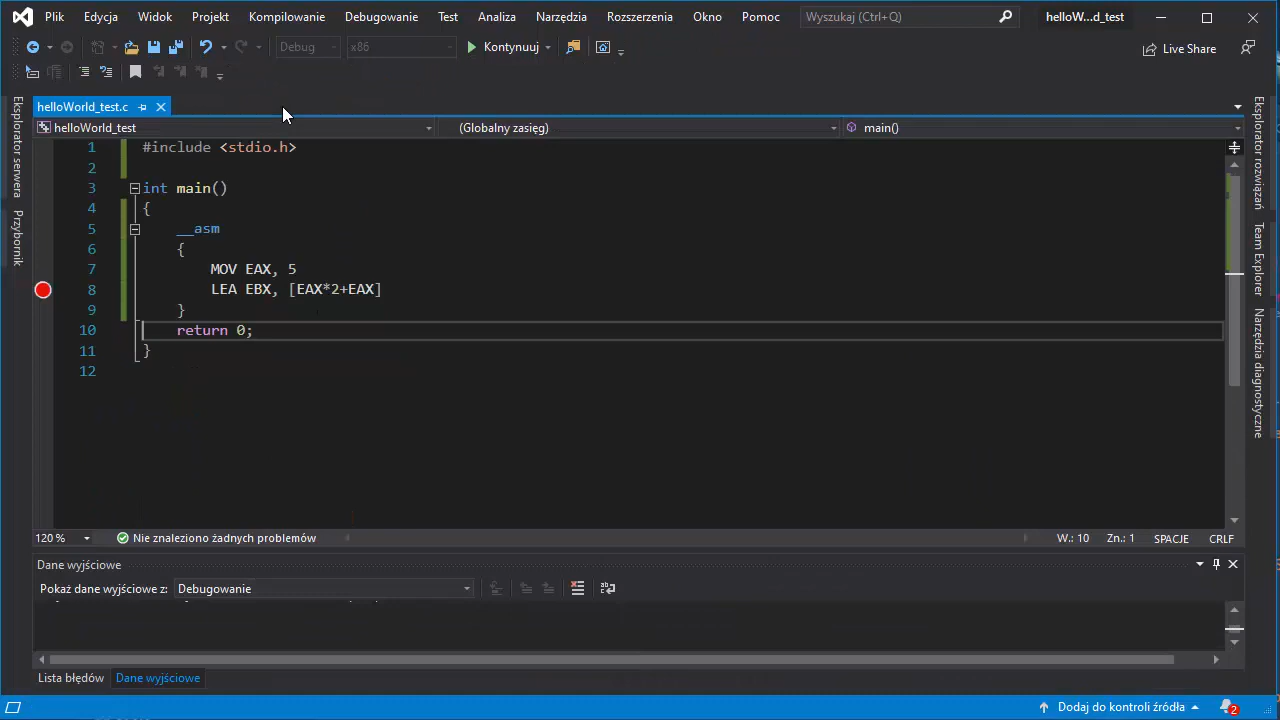 Plik Edycja Widok Projekt Kompilowanie Debugowanie Test Analiza Narzędzia Rozszerzenia Okno Pomoc Wyszukaj (Ctrl+Q) helloW...d_test
Debug x86 Kontynuuj Live Share
helloWorld_test.c
helloWorld_test (Globalny zasięg) main()
Eksplorator serwera
Przybornik
1 #include <stdio.h>
2
3 int main()
4 {
5 __asm
6 {
7 MOV EAX, 5
8 LEA EBX, [EAX*2+EAX]
9 }
10 return 0;
11 }
12
Eksplorator rozwiązań
Team Explorer
Narzędzia diagnostyczne
120 % Nie znaleziono żadnych problemów W.: 10 Zn.: 1 SPACJE CRLF
Dane wyjściowe
Pokaż dane wyjściowe z: Debugowanie
Lista błędów Dane wyjściowe
Dodaj do kontroli źródła 2